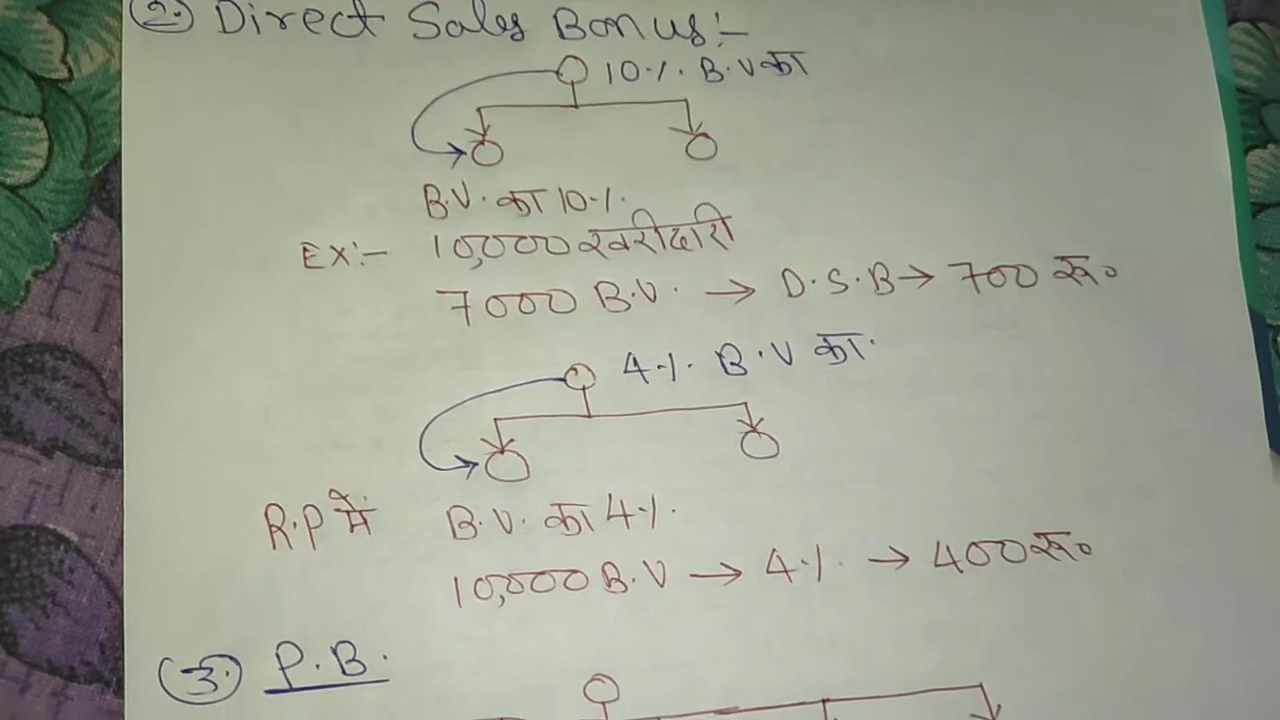 (2.) Direct Sales Bonus:-
10% B.V का
B.V. का 10%.
Ex:- 10,000 खरीदारी
7000 B.V. → D.S.B → 700 रू०
4% B.V का.
R.P में B.V. का 4%.
10,000 B.V → 4% → 400 रू०
(3.) P.B.